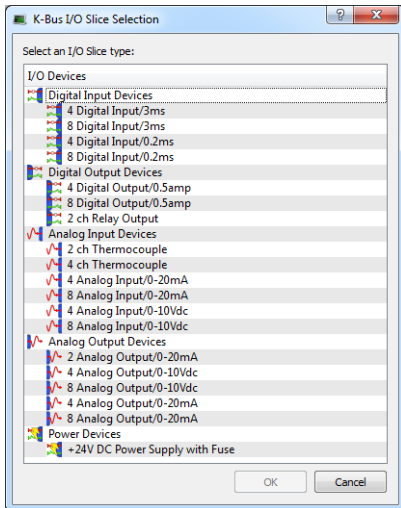 K-Bus I/O Slice Selection
Select an I/O Slice type:
I/O Devices
Digital Input Devices
4 Digital Input/3ms
8 Digital Input/3ms
4 Digital Input/0.2ms
8 Digital Input/0.2ms
Digital Output Devices
4 Digital Output/0.5amp
8 Digital Output/0.5amp
2 ch Relay Output
Analog Input Devices
2 ch Thermocouple
4 ch Thermocouple
4 Analog Input/0-20mA
8 Analog Input/0-20mA
4 Analog Input/0-10Vdc
8 Analog Input/0-10Vdc
Analog Output Devices
2 Analog Output/0-20mA
4 Analog Output/0-10Vdc
8 Analog Output/0-10Vdc
4 Analog Output/0-20mA
8 Analog Output/0-20mA
Power Devices
+24V DC Power Supply with Fuse
OK Cancel